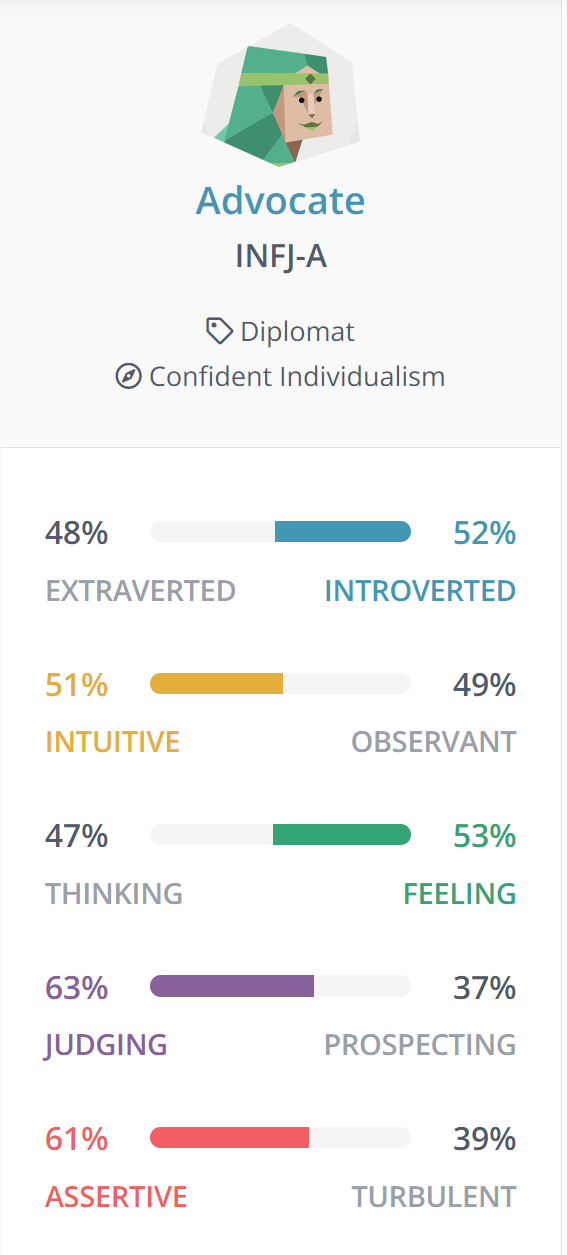 Advocate
INFJ-A
Diplomat
Confident Individualism
48% 52%
EXTRAVERTED INTROVERTED
51% 49%
INTUITIVE OBSERVANT
47% 53%
THINKING FEELING
63% 37%
JUDGING PROSPECTING
61% 39%
ASSERTIVE TURBULENT